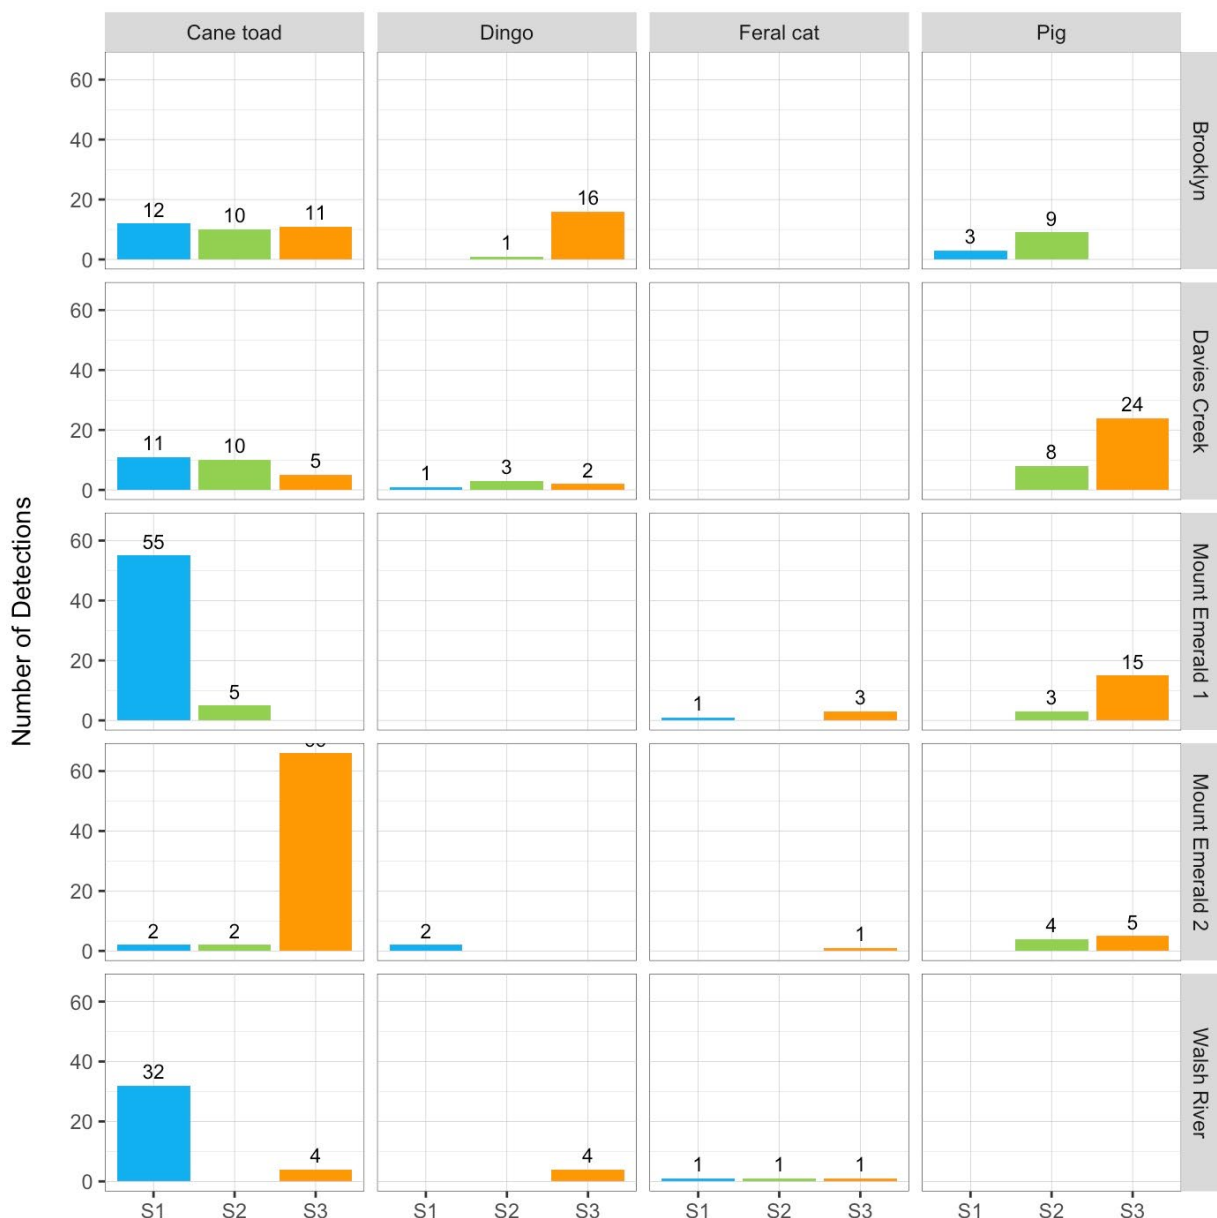 Cane toad Dingo Feral cat Pig
Number of Detections
60
40
20
0
12 10 11
1 16
3 9
Brooklyn
60
40
20
0
11 10 5
1 3 2
8 24
Davies Creek
60
40
20
0
55 5
1 3
3 15
Mount Emerald 1
60
40
20
0
2 2
2
1
4 5
Mount Emerald 2
60
40
20
0
32 4
4
1 1 1
Walsh River
S1 S2 S3 S1 S2 S3 S1 S2 S3 S1 S2 S3